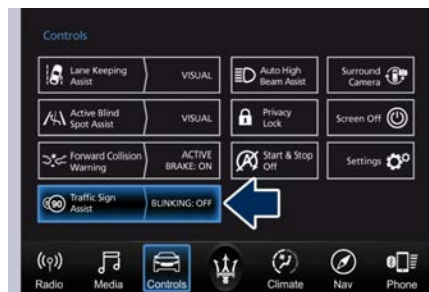 Controls
Lane Keeping
Assist
VISUAL
Auto High
Beam Assist
Surround
Camera
Active Blind
Spot Assist
VISUAL
Privacy
Lock
Screen Off
Forward Collision
Warning
ACTIVE
BRAKE: ON
Start & Stop
Off
Settings
90
Traffic Sign
Assist
BLINKING: OFF
Radio
Media
Controls
Climate
Nav
Phone